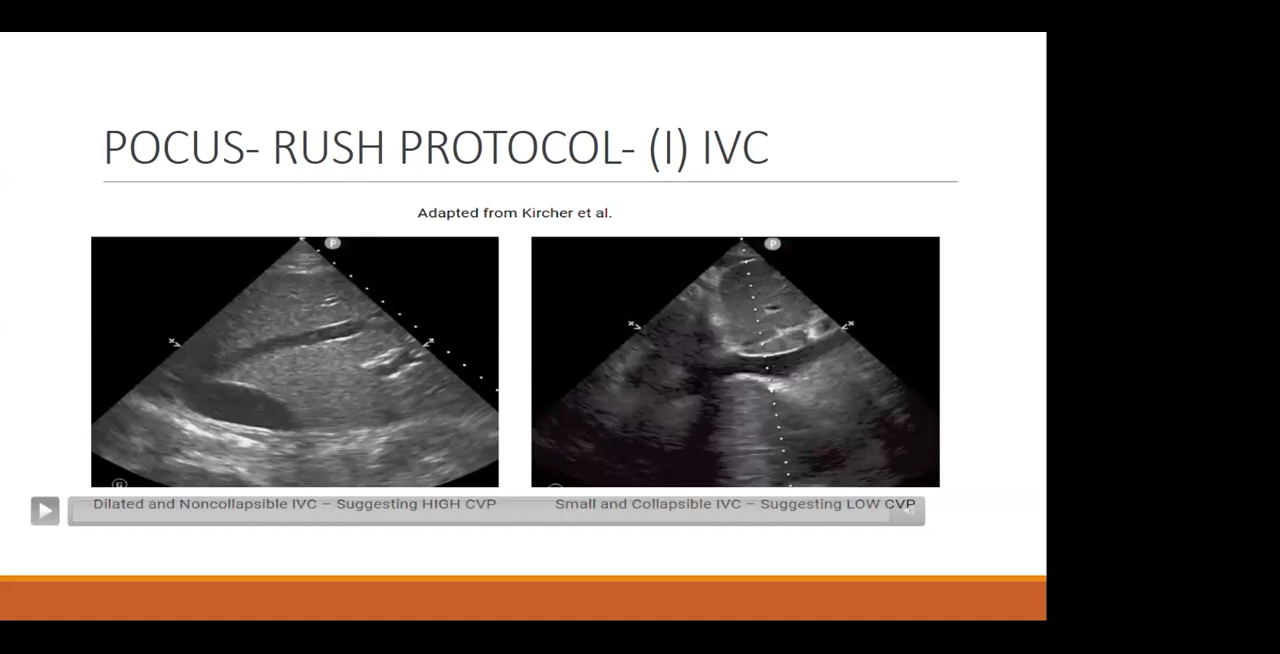 POCUS- RUSH PROTOCOL- (I) IVC
Adapted from Kircher et al.
P
P
Dilated and Noncollapsible IVC – Suggesting HIGH CVP
Small and Collapsible IVC – Suggesting LOW CVP